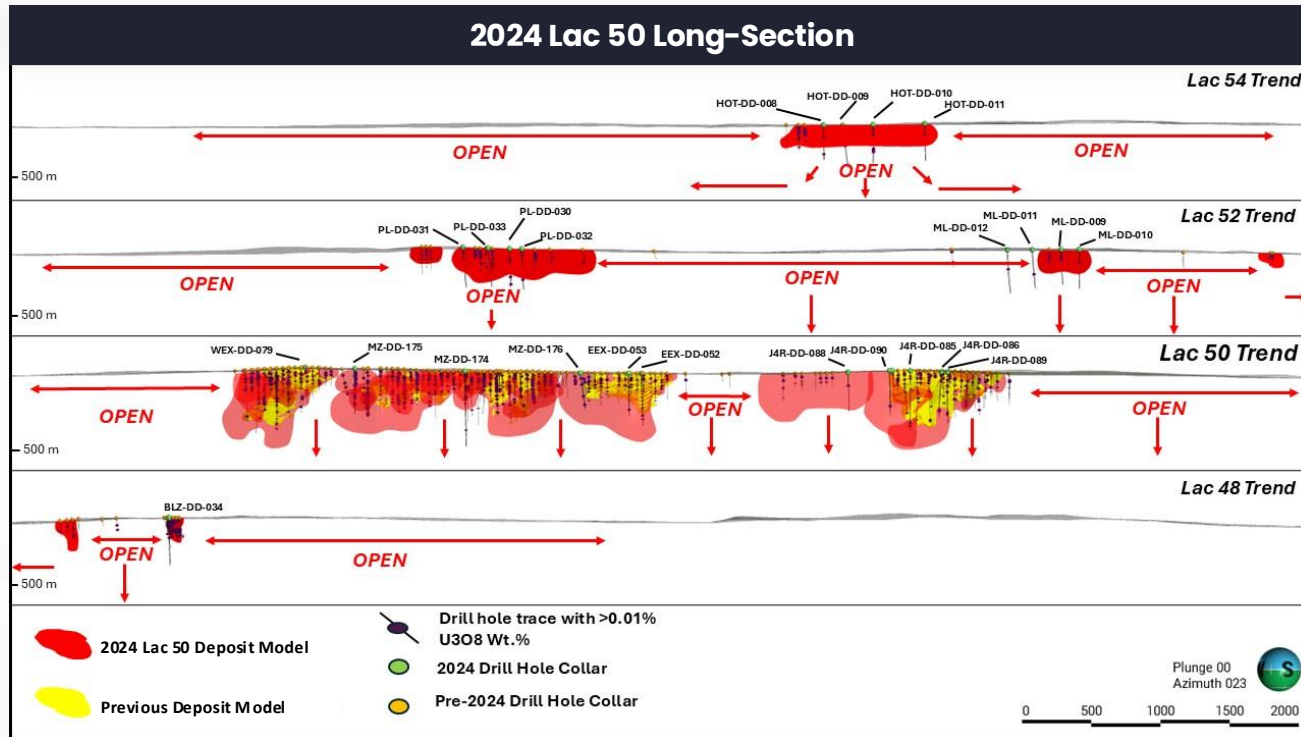 2024 Lac 50 Long-Section
Lac 54 Trend
HOT-DD-008
HOT-DD-009
HOT-DD-010
HOT-DD-011
OPEN
OPEN
OPEN
500 m
Lac 52 Trend
PL-DD-031
PL-DD-033
PL-DD-030
PL-DD-032
ML-DD-012
ML-DD-011
ML-DD-009
ML-DD-010
OPEN
OPEN
OPEN
OPEN
500 m
Lac 50 Trend
WEX-DD-079
MZ-DD-175
MZ-DD-174
MZ-DD-176
EEX-DD-053
EEX-DD-052
J4R-DD-088
J4R-DD-090
J4R-DD-085
J4R-DD-086
J4R-DD-089
OPEN
OPEN
OPEN
500 m
Lac 48 Trend
BLZ-DD-034
OPEN
OPEN
500 m
2024 Lac 50 Deposit Model
Previous Deposit Model
Drill hole trace with >0.01%
U3O8 Wt.%
2024 Drill Hole Collar
Pre-2024 Drill Hole Collar
Plunge 00
Azimuth 023
S
0 500 1000 1500 2000